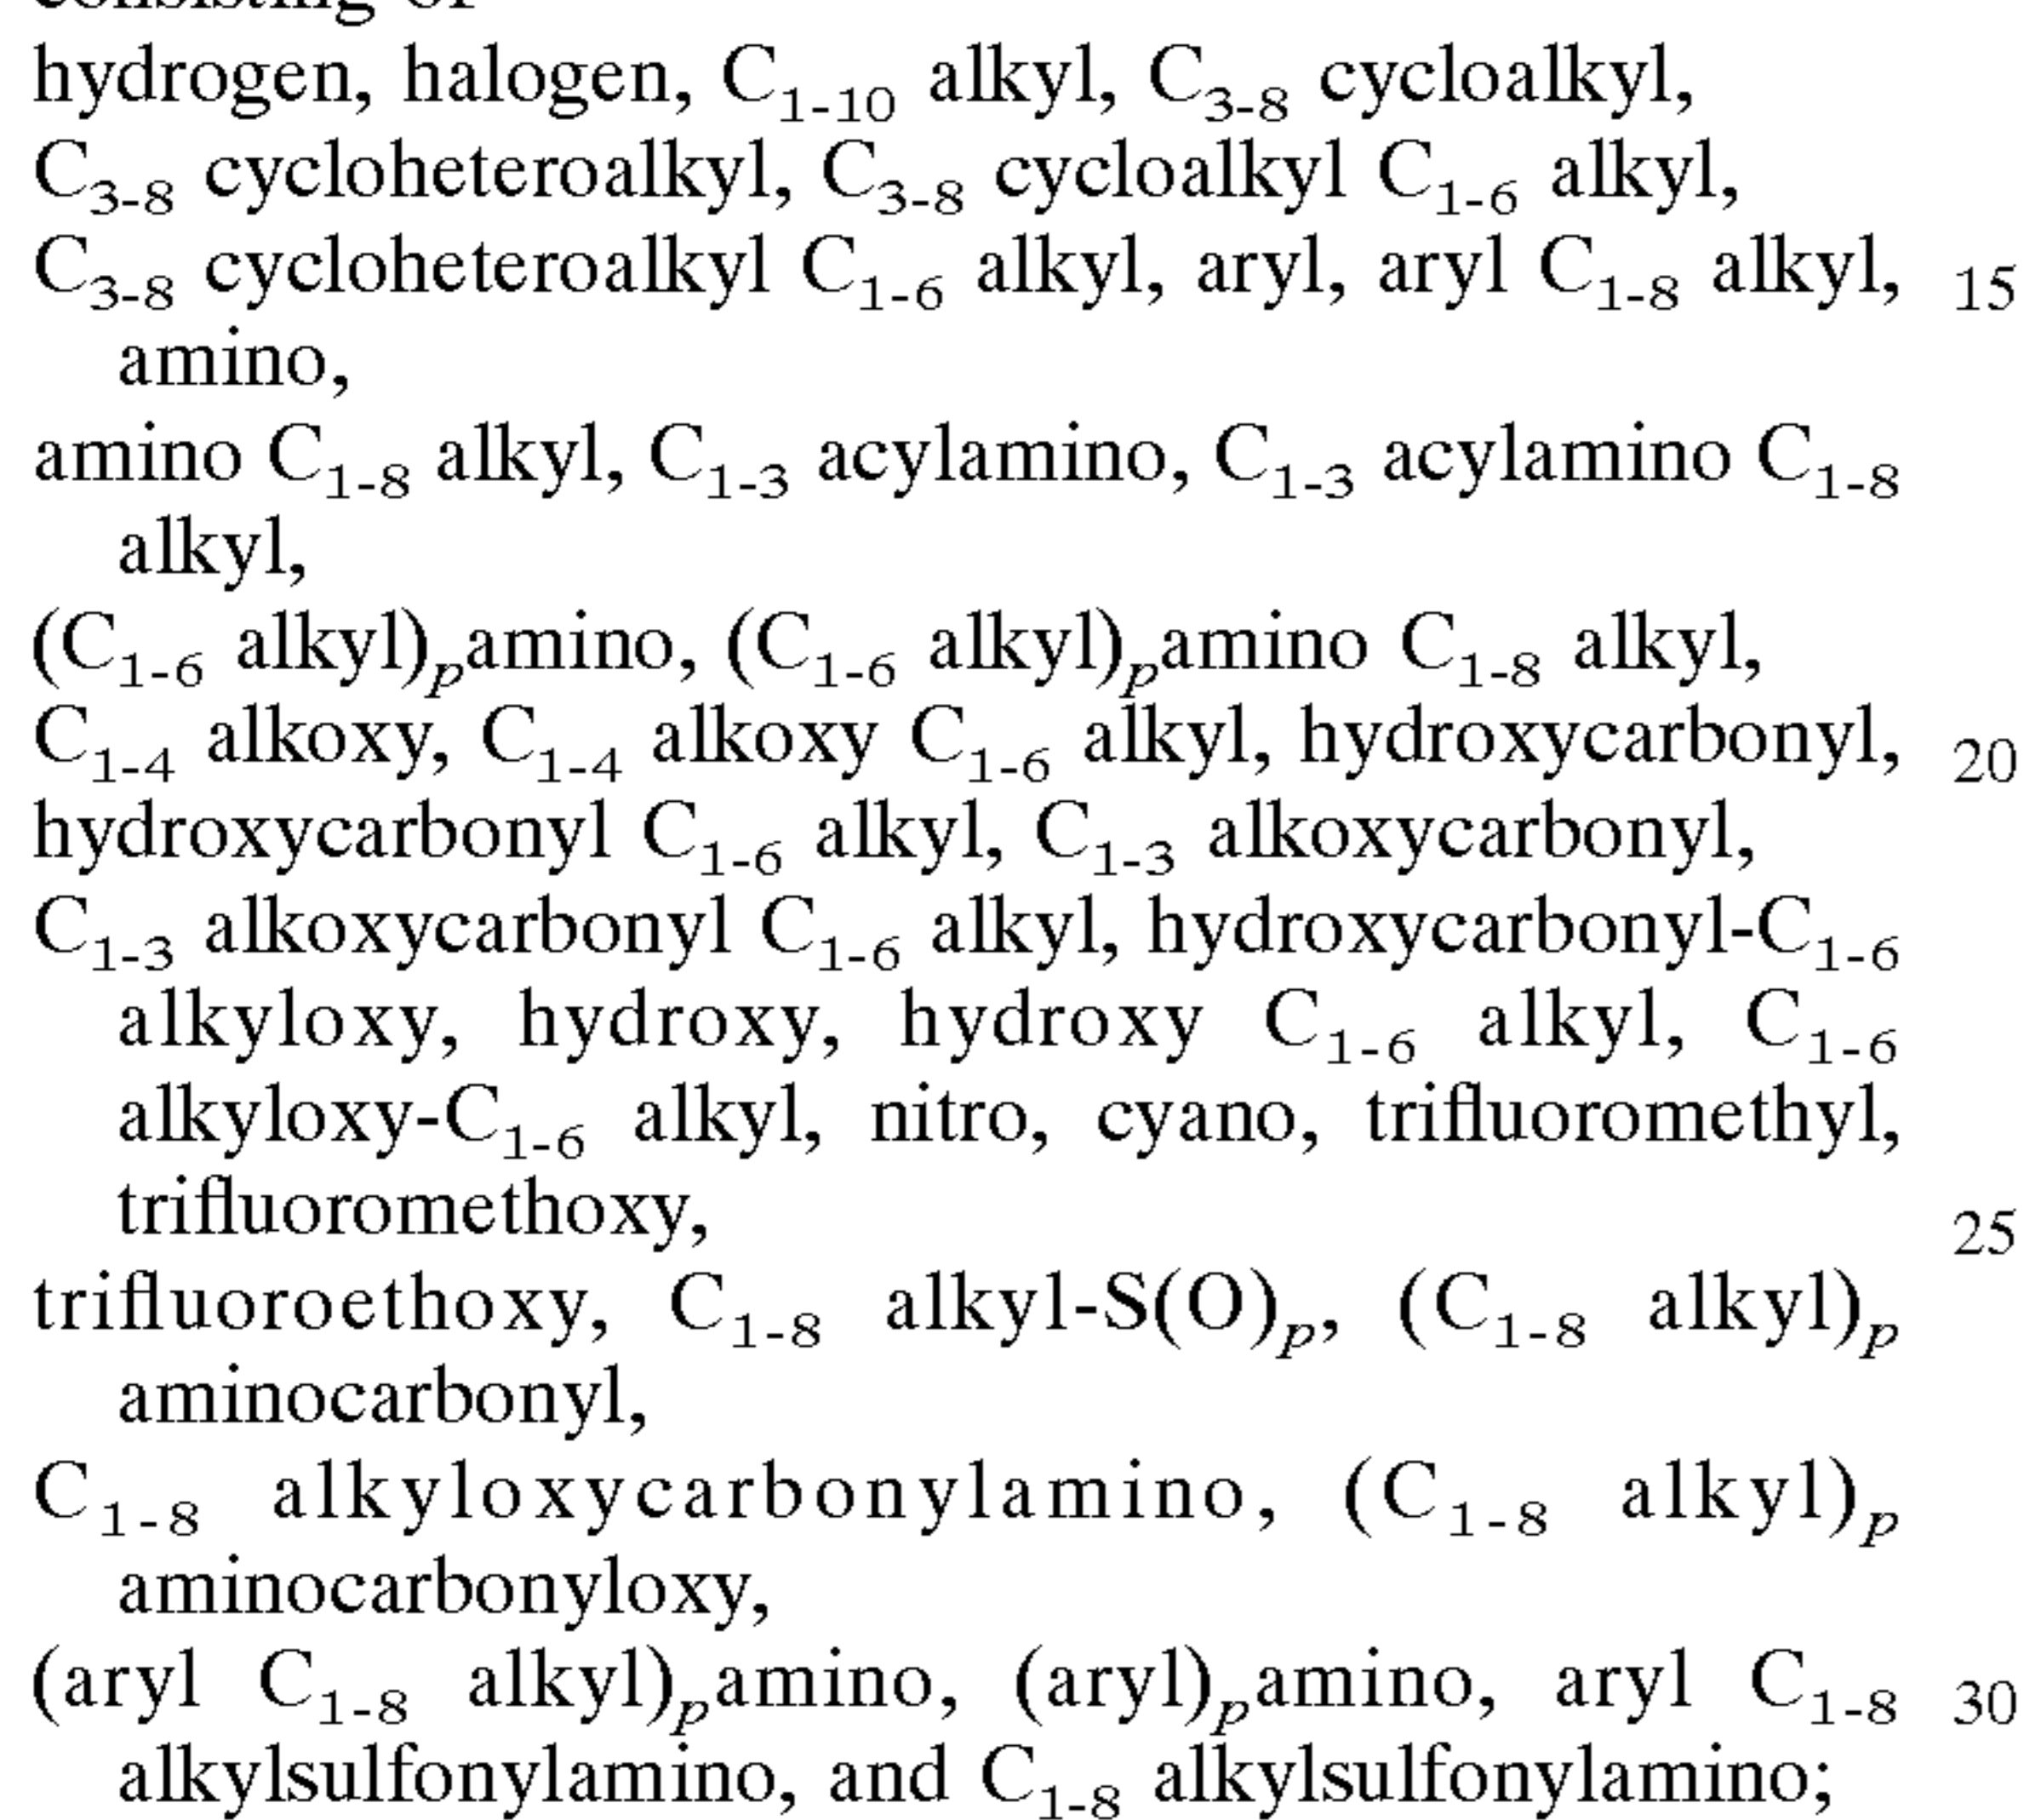 consisting of
hydrogen, halogen, C1-10 alkyl, C3-8 cycloalkyl,
C3-8 cycloheteroalkyl, C3-8 cycloalkyl C1-6 alkyl,
C3-8 cycloheteroalkyl C1-6 alkyl, aryl, aryl C1-8 alkyl, 15
amino,
amino C1-8 alkyl, C1-3 acylamino, C1-3 acylamino C1-8
alkyl,
(C1-6 alkyl)pamino, (C1-6 alkyl)pamino C1-8 alkyl,
C1-4 alkoxy, C1-4 alkoxy C1-6 alkyl, hydroxycarbonyl, 20
hydroxycarbonyl C1-6 alkyl, C1-3 alkoxycarbonyl,
C1-3 alkoxycarbonyl C1-6 alkyl, hydroxycarbonyl-C1-6
alkyloxy, hydroxy, hydroxy C1-6 alkyl, C1-6
alkyloxy-C1-6 alkyl, nitro, cyano, trifluoromethyl,
trifluoromethoxy, 25
trifluoroethoxy, C1-8 alkyl-S(O)p, (C1-8 alkyl)p
aminocarbonyl,
C1-8 alkyloxycarbonylamino, (C1-8 alkyl)p
aminocarbonyloxy,
(aryl C1-8 alkyl)pamino, (aryl)pamino, aryl C1-8 30
alkylsulfonylamino, and C1-8 alkylsulfonylamino;